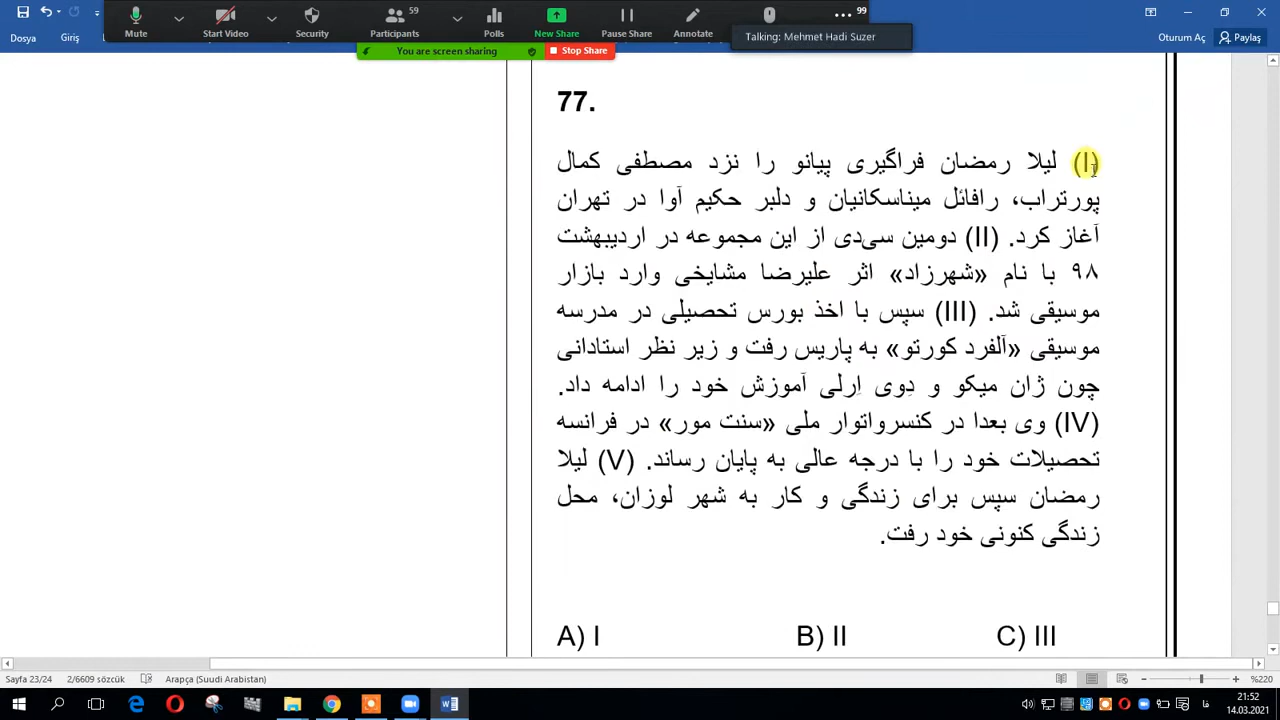 Mute
Start Video
Security
59
Participants
Polls
New Share
Pause Share
Annotate
99
Talking: Mehmet Hadi Suzer
Dosya
Giriş
You are screen sharing
Stop Share
Oturum Aç
Paylaş
77.
(I) لیلا رمضان فراگیری پیانو را نزد مصطفی کمال
پورتراب، رافائل میناسکانیان و دلبر حکیم آوا در تهران
آغاز کرد. (II) دومین سی‌دی از این مجموعه در اردیبهشت
۹۸ با نام «شهرزاد» اثر علیرضا مشایخی وارد بازار
موسیقی شد. (III) سپس با اخذ بورس تحصیلی در مدرسه
موسیقی «آلفرد کورتو» به پاریس رفت و زیر نظر استادانی
چون ژان میکو و دِوی اِرلی آموزش خود را ادامه داد.
(IV) وی بعدا در کنسرواتوار ملی «سنت مور» در فرانسه
تحصیلات خود را با درجه عالی به پایان رساند. (V) لیلا
رمضان سپس برای زندگی و کار به شهر لوزان، محل
زندگی کنونی خود رفت.
A) I B) II C) III
Sayfa 23/24 2/6609 sözcük Arapça (Suudi Arabistan) %220
21:52
14.03.2021
فا